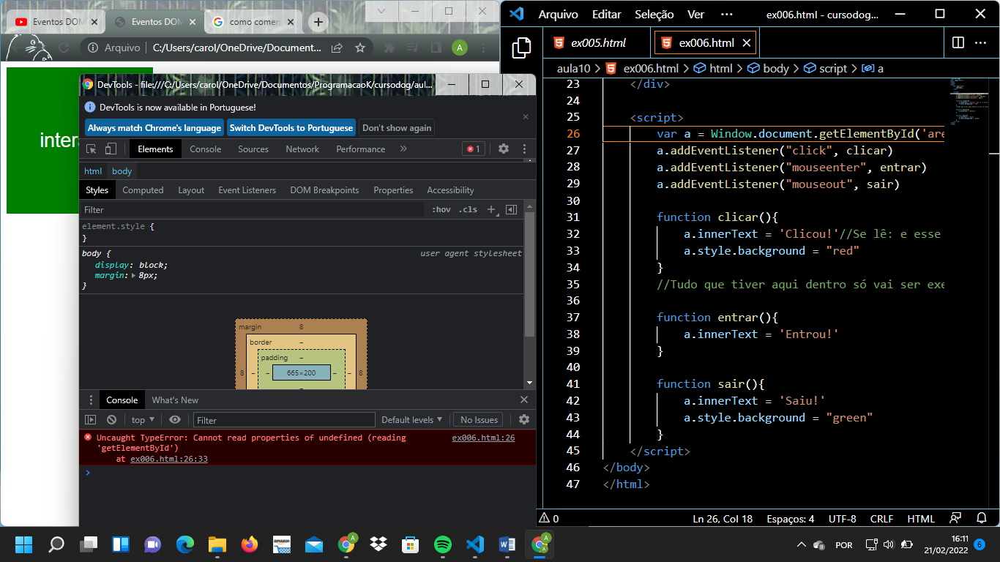 Eventos DOM
Eventos DOM
como comen
Arquivo
C:/Users/carol/OneDrive/Document...
A
intera
DevTools - file:///C:/Users/carol/OneDrive/Documentos/ProgramacaoK/cursodog/aul...
DevTools is now available in Portuguese!
Always match Chrome's language
Switch DevTools to Portuguese
Don't show again
Elements
Console
Sources
Network
Performance
1
html
body
Styles
Computed
Layout
Event Listeners
DOM Breakpoints
Properties
Accessibility
Filter
:hov
.cls
element.style {
}
body {
user agent stylesheet
display: block;
margin: 8px;
}
margin
8
border
–
padding
–
8
–
–
665×200
–
–
8
–
Console
What's New
top
Filter
Default levels
No Issues
Uncaught TypeError: Cannot read properties of undefined (reading
ex006.html:26
'getElementById')
at ex006.html:26:33
Arquivo
Editar
Seleção
Ver
ex006.html - cursodog...
ex005.html
ex006.html
aula10 > ex006.html > html > body > script > a
23 </div>
24
25 <script>
26 var a = Window.document.getElementById('are
27 a.addEventListener("click", clicar)
28 a.addEventListener("mouseenter", entrar)
29 a.addEventListener("mouseout", sair)
30
31 function clicar(){
32 a.innerText = 'Clicou!'//Se lê: e esse
33 a.style.background = "red"
34 }
35 //Tudo que tiver aqui dentro só vai ser exe
36
37 function entrar(){
38 a.innerText = 'Entrou!'
39 }
40
41 function sair(){
42 a.innerText = 'Saiu!'
43 a.style.background = "green"
44 }
45 </script>
46 </body>
47 </html>
0
Ln 26, Col 18
Espaços: 4
UTF-8
CRLF
HTML
amazon
A
A
POR
16:11
21/02/2022
6